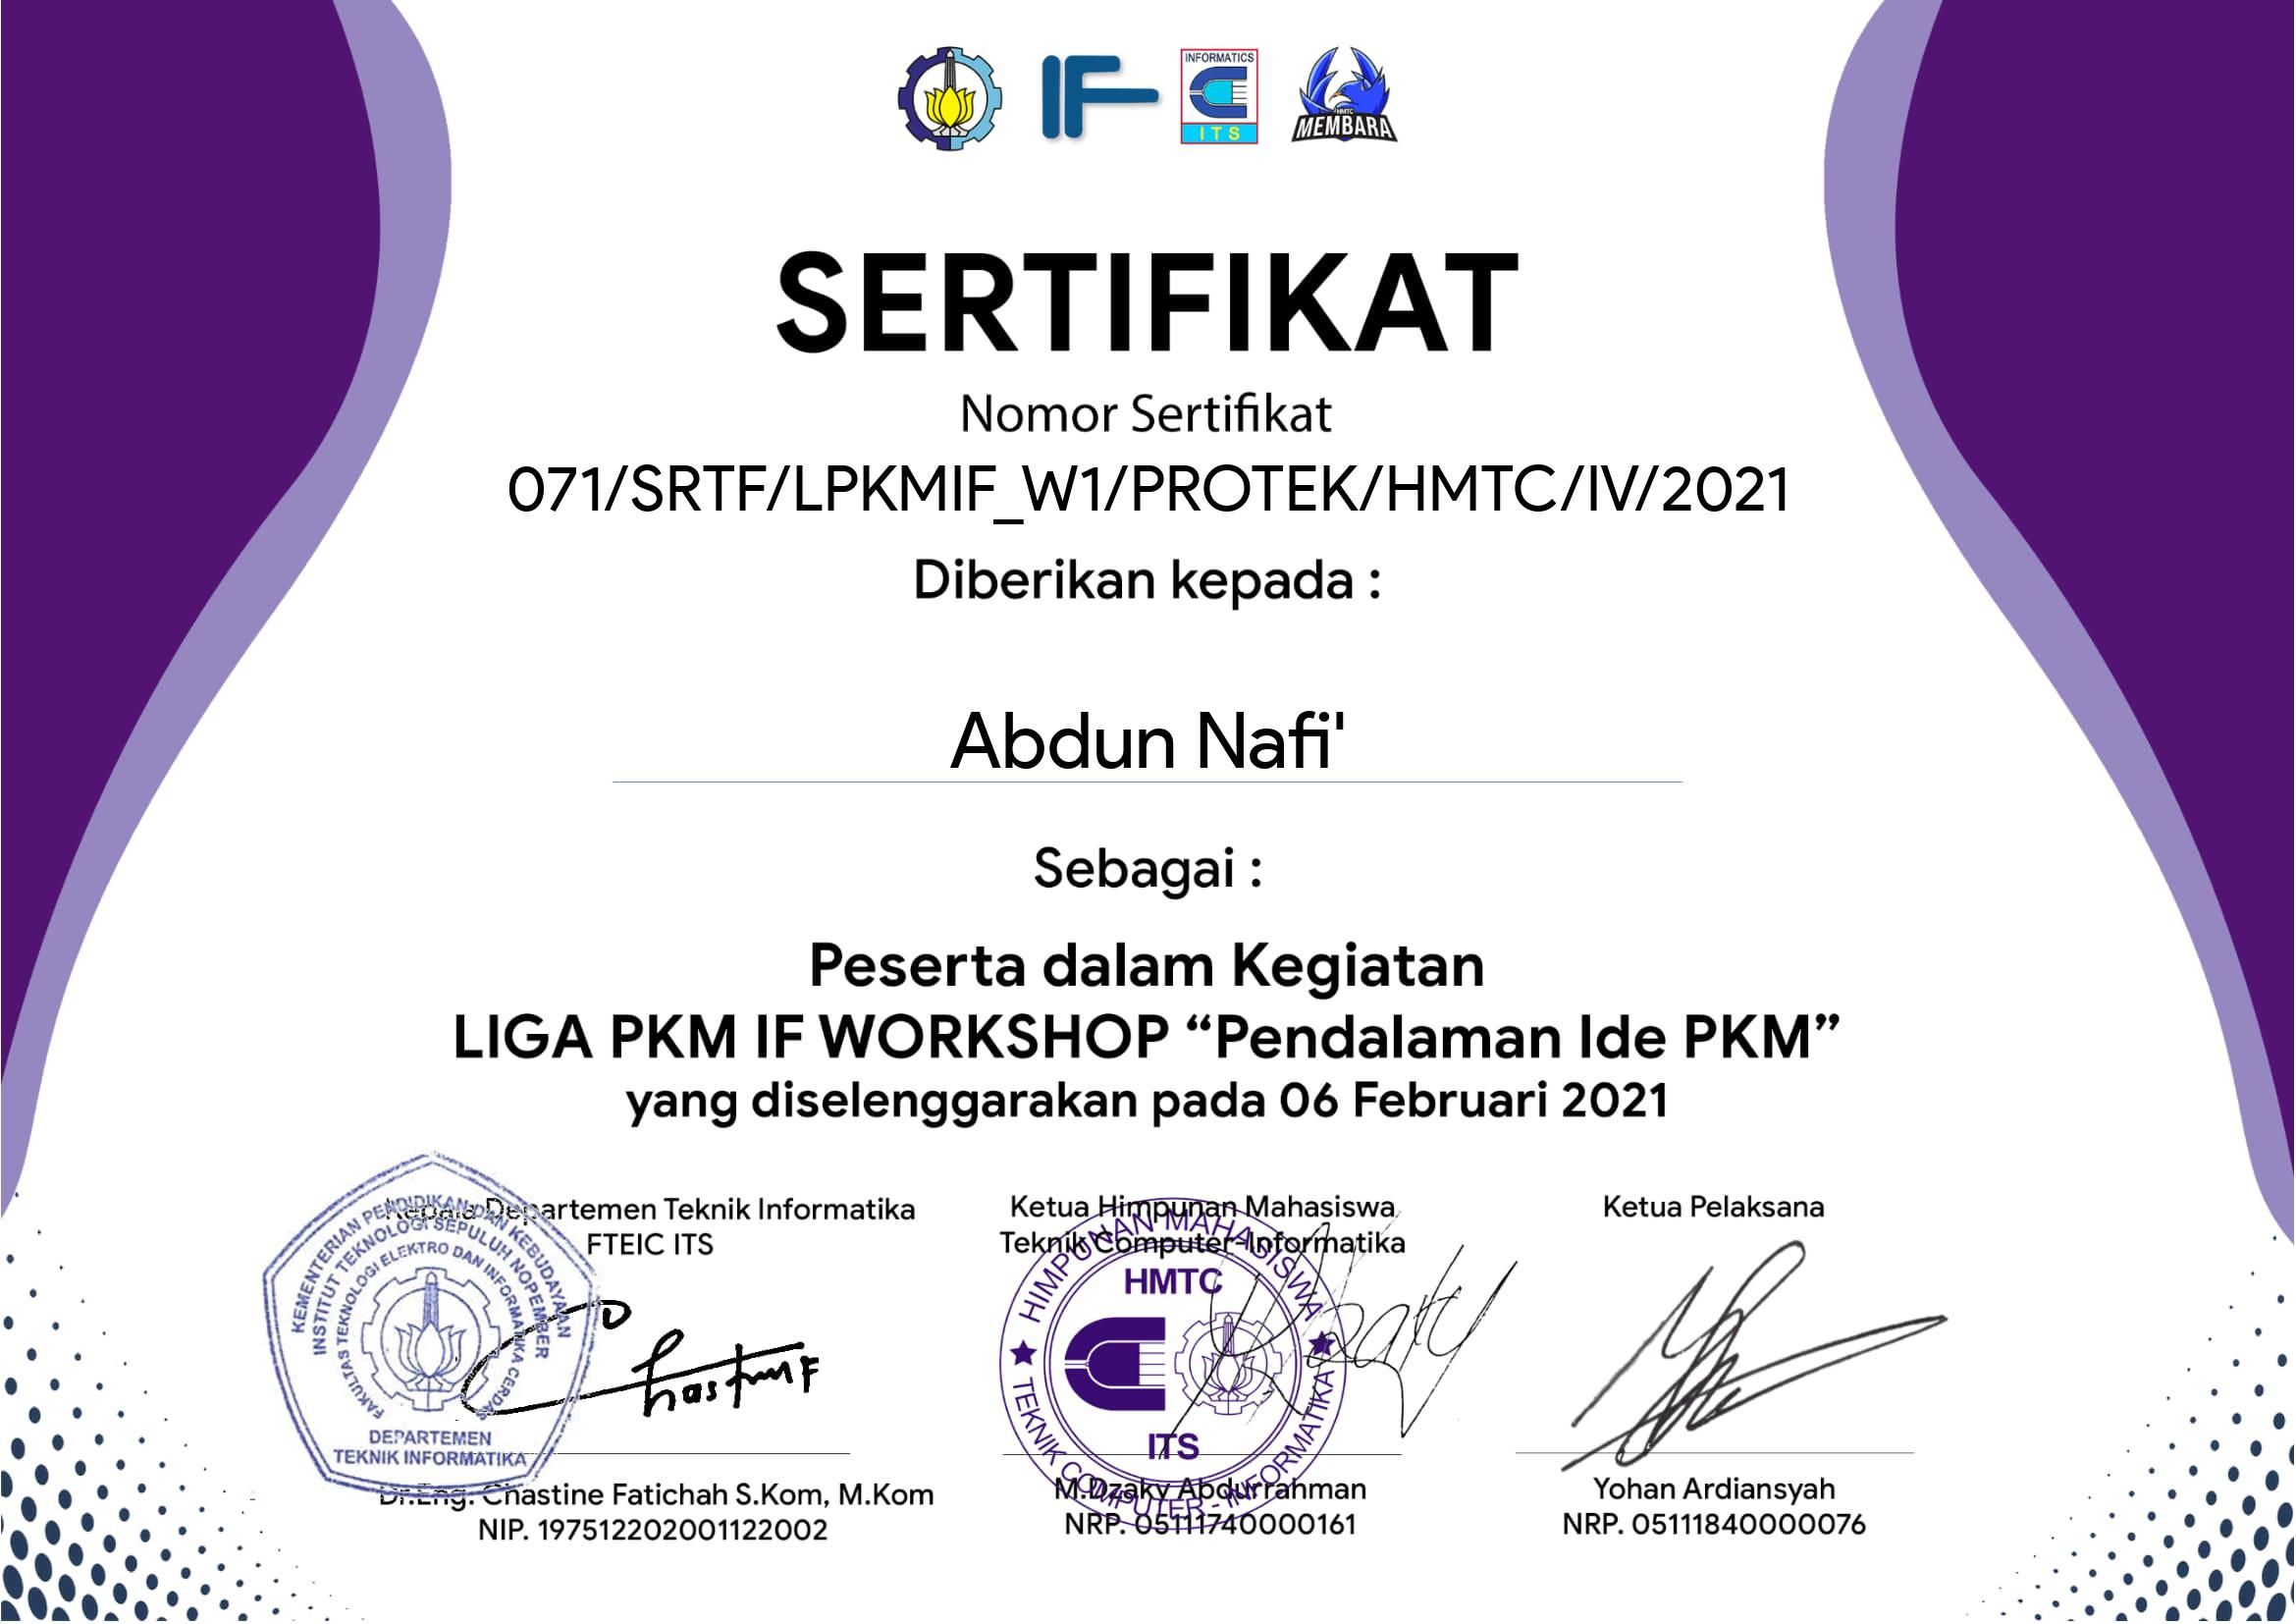 INFORMATICS
ITS
IF
HMTC
MEMBARA
SERTIFIKAT
Nomor Sertifikat
071/SRTF/LPKMIF_W1/PROTEK/HMTC/IV/2021
Diberikan kepada :
Abdun Nafi'
Sebagai :
Peserta dalam Kegiatan
LIGA PKM IF WORKSHOP “Pendalaman Ide PKM”
yang diselenggarakan pada 06 Februari 2021
Kepala Departemen Teknik Informatika
FTEIC ITS
KEMENTERIAN PENDIDIKAN DAN KEBUDAYAAN
INSTITUT TEKNOLOGI SEPULUH NOPEMBER
FAKULTAS TEKNOLOGI ELEKTRO DAN INFORMATIKA CERDAS
DEPARTEMEN
TEKNIK INFORMATIKA
Dr.Eng. Chastine Fatichah S.Kom, M.Kom
NIP. 197512202001122002
Ketua Himpunan Mahasiswa
Teknik Computer-Informatika
HIMPUNAN MAHASISWA
HMTC
ITS
TEKNIK COMPUTER - INFORMATIKA
M.Dzaky Abdurrahman
NRP. 05111740000161
Ketua Pelaksana
Yohan Ardiansyah
NRP. 05111840000076